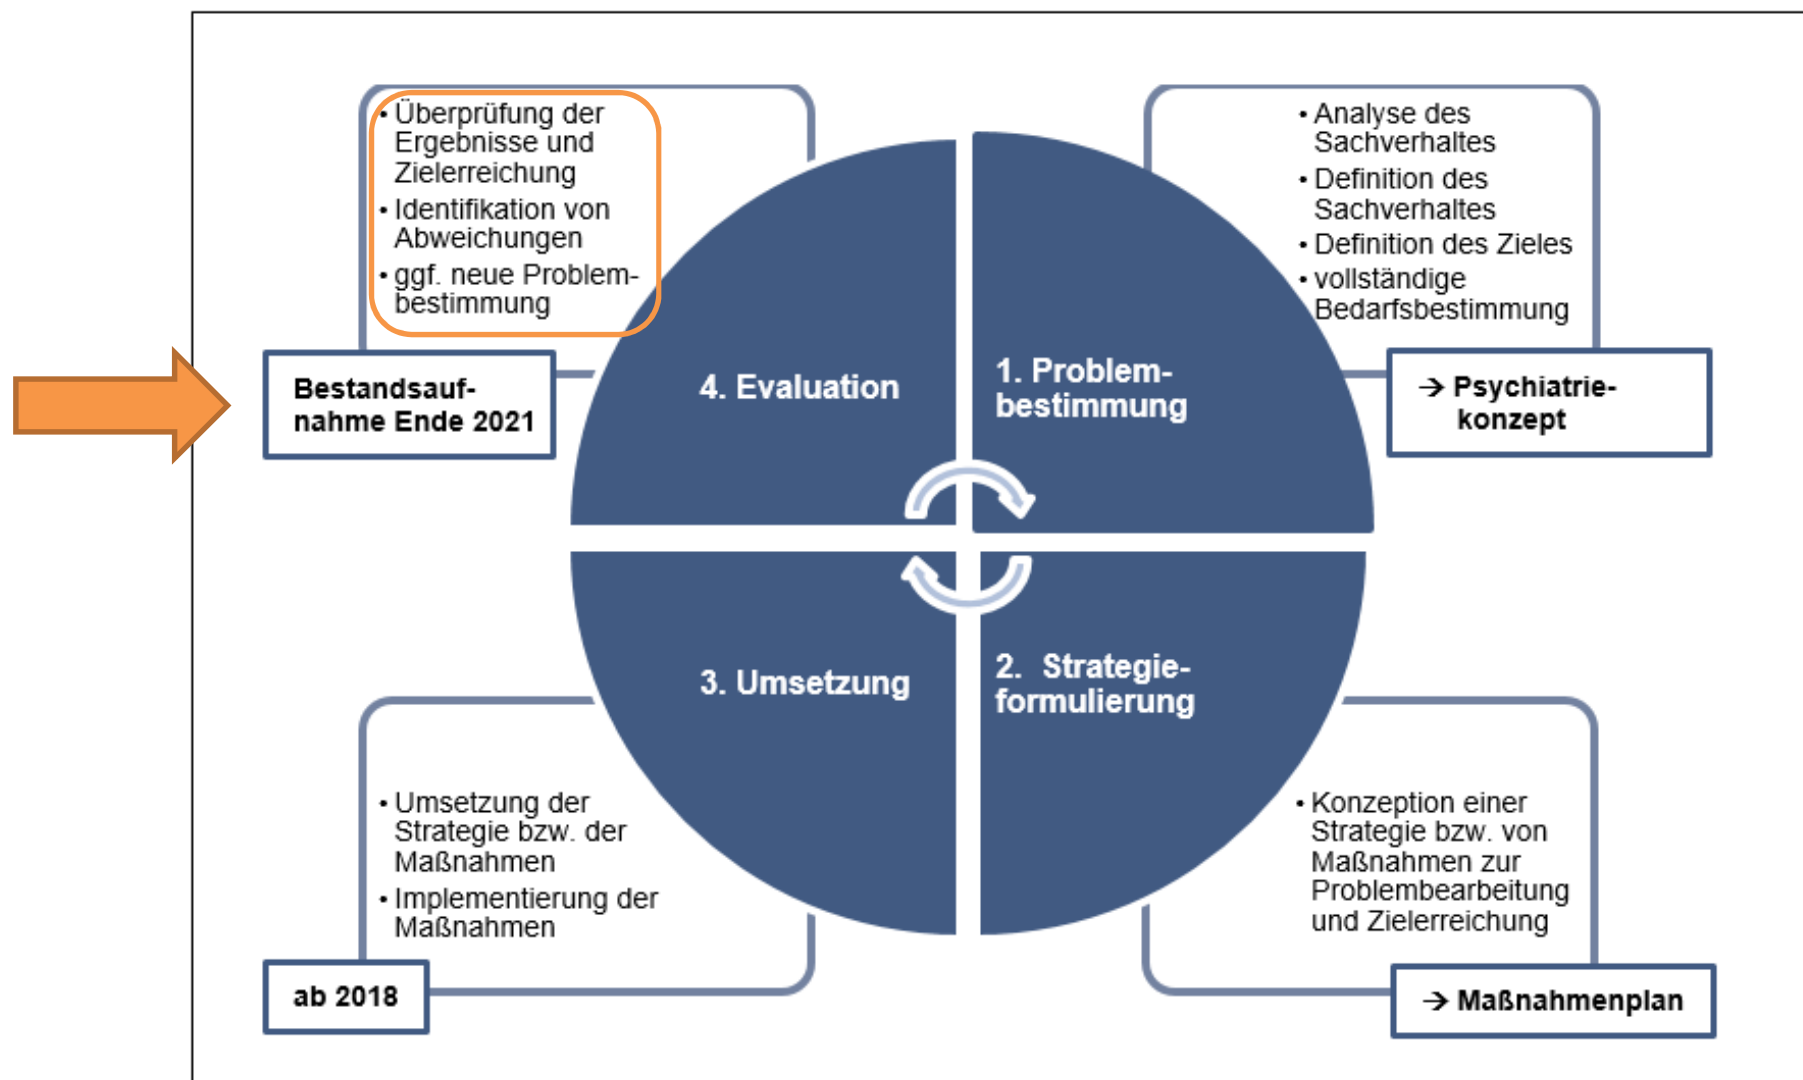 • Überprüfung der
Ergebnisse und
Zielerreichung
• Identifikation von
Abweichungen
• ggf. neue Problem-
bestimmung
Bestandsauf-
nahme Ende 2021
4. Evaluation
• Analyse des
Sachverhaltes
• Definition des
Sachverhaltes
• Definition des Zieles
• vollständige
Bedarfsbestimmung
1. Problem-
bestimmung
→ Psychiatrie-
konzept
3. Umsetzung
• Umsetzung der
Strategie bzw. der
Maßnahmen
• Implementierung der
Maßnahmen
ab 2018
2. Strategie-
formulierung
• Konzeption einer
Strategie bzw. von
Maßnahmen zur
Problembearbeitung
und Zielerreichung
→ Maßnahmenplan